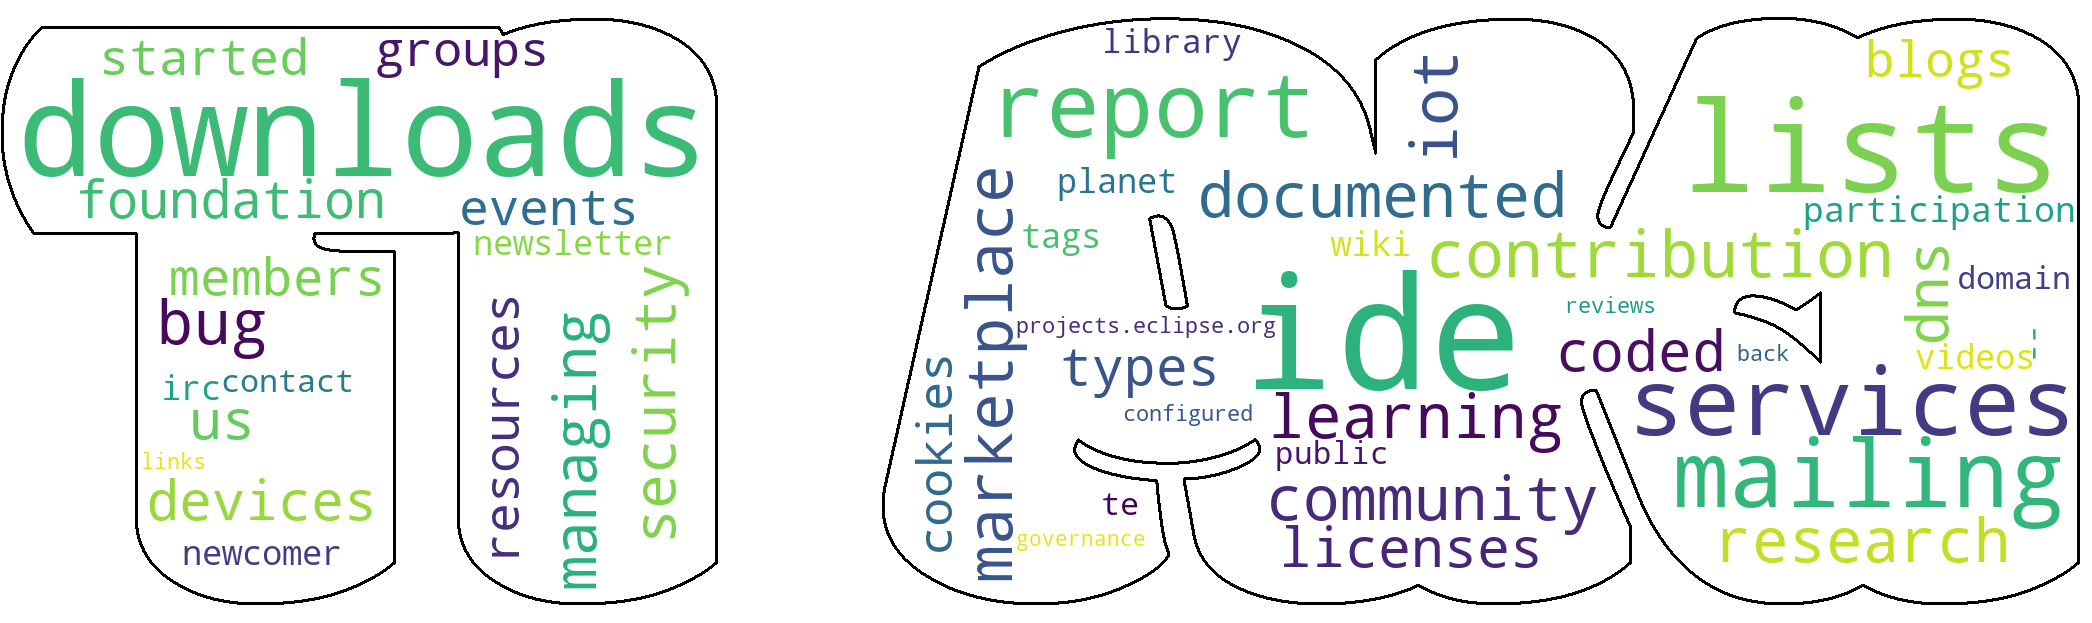 started
groups
downloads
foundation
events
newsletter
members
bug
irc
contact
us
links
devices
newcomer
resources
managing
security
library
report
iot
planet
documented
tags
wiki
contribution
marketplace
cookies
projects.eclipse.org
types
configured
ide
reviews
coded
back
learning
public
community
licenses
te
governance
blogs
lists
participation
dns
domain
videos
services
mailing
research
--